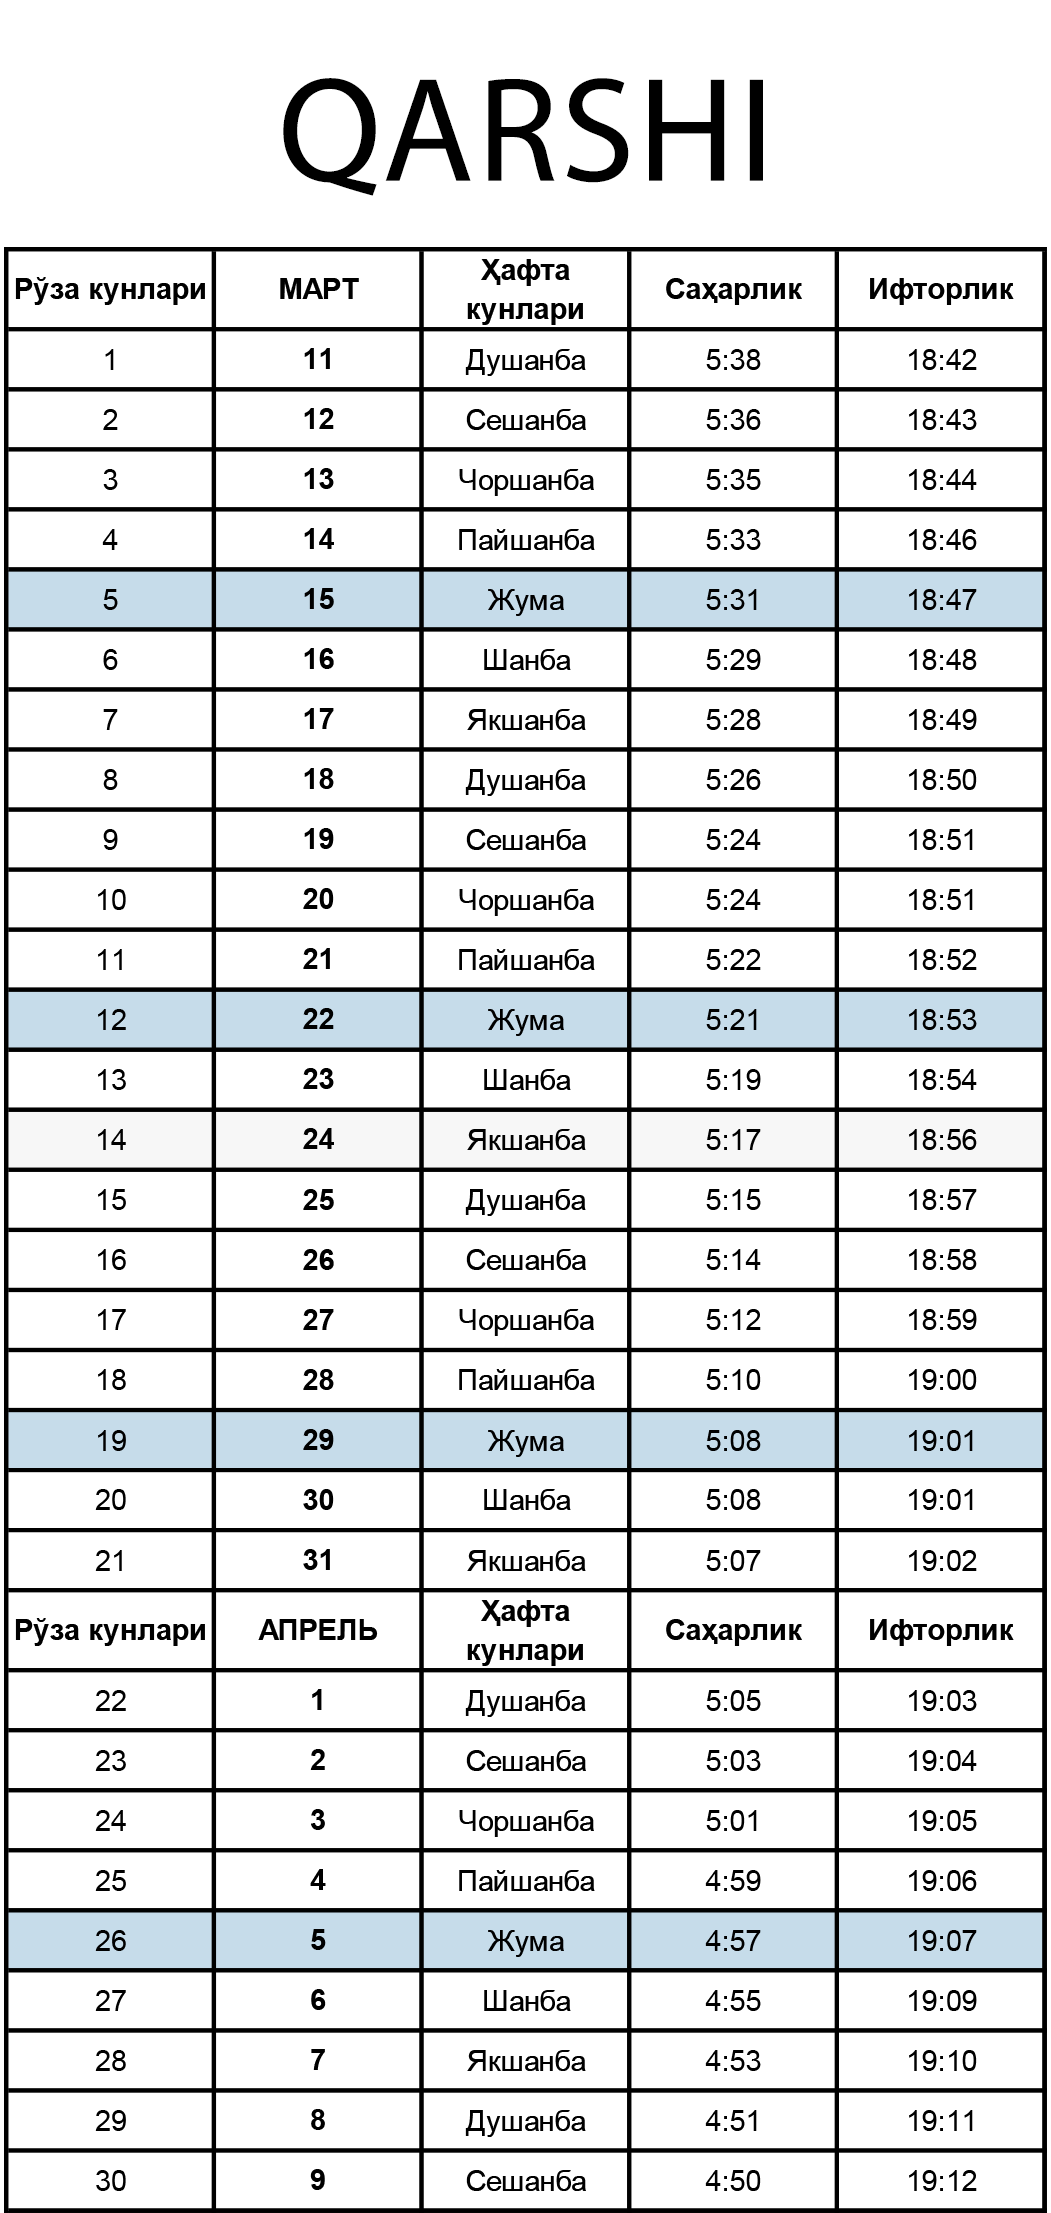 QARSHI
Рўза кунлари МАРТ Ҳафта кунлари Саҳарлик Ифторлик
1 11 Душанба 5:38 18:42
2 12 Сешанба 5:36 18:43
3 13 Чоршанба 5:35 18:44
4 14 Пайшанба 5:33 18:46
5 15 Жума 5:31 18:47
6 16 Шанба 5:29 18:48
7 17 Якшанба 5:28 18:49
8 18 Душанба 5:26 18:50
9 19 Сешанба 5:24 18:51
10 20 Чоршанба 5:24 18:51
11 21 Пайшанба 5:22 18:52
12 22 Жума 5:21 18:53
13 23 Шанба 5:19 18:54
14 24 Якшанба 5:17 18:56
15 25 Душанба 5:15 18:57
16 26 Сешанба 5:14 18:58
17 27 Чоршанба 5:12 18:59
18 28 Пайшанба 5:10 19:00
19 29 Жума 5:08 19:01
20 30 Шанба 5:08 19:01
21 31 Якшанба 5:07 19:02
Рўза кунлари АПРЕЛЬ Ҳафта кунлари Саҳарлик Ифторлик
22 1 Душанба 5:05 19:03
23 2 Сешанба 5:03 19:04
24 3 Чоршанба 5:01 19:05
25 4 Пайшанба 4:59 19:06
26 5 Жума 4:57 19:07
27 6 Шанба 4:55 19:09
28 7 Якшанба 4:53 19:10
29 8 Душанба 4:51 19:11
30 9 Сешанба 4:50 19:12